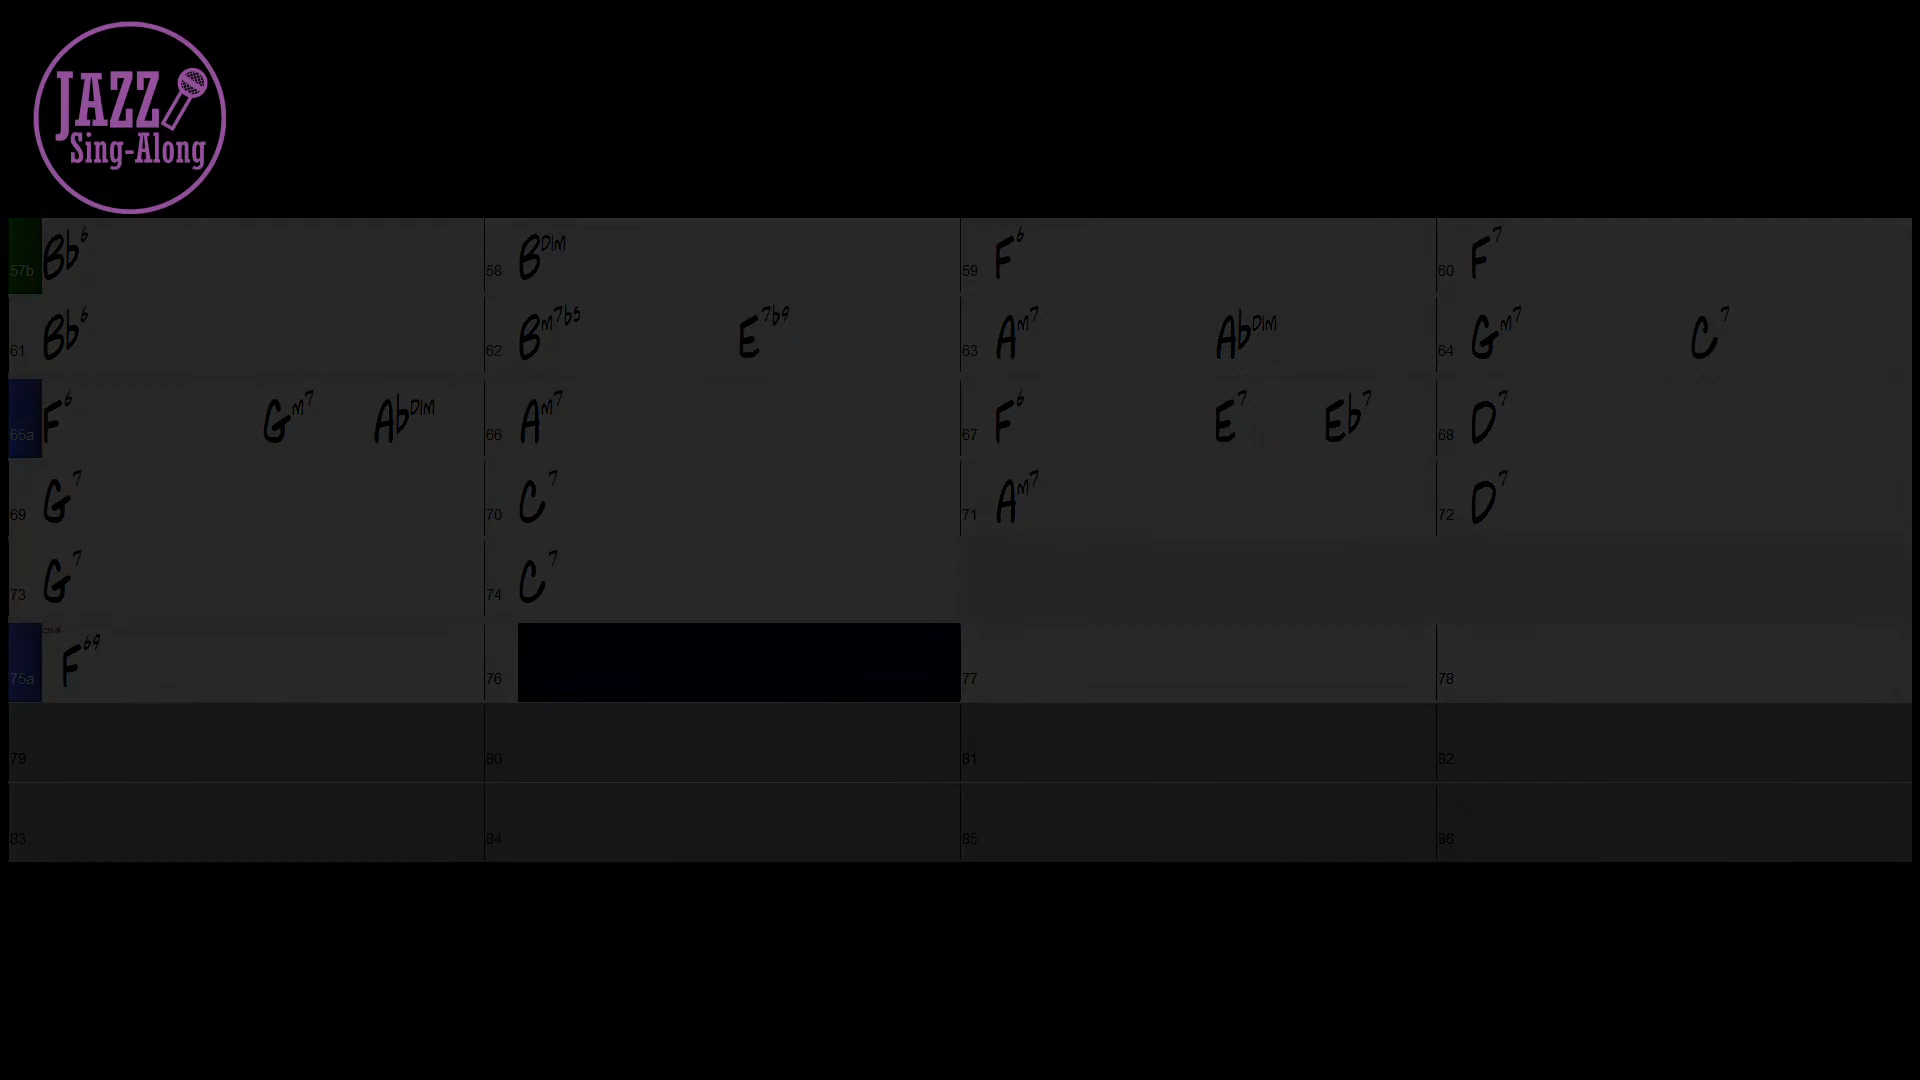 JAZZ
Sing-Along
57b Bb6 58 BDIM 59 F6 60 F7
61 Bb6 62 Bm7b5 E7b9 63 Am7 AbDIM 64 Gm7 C7
65a F6 Gm7 AbDIM 66 Am7 67 F6 E7 Eb7 68 D7
69 G7 70 C7 71 Am7 72 D7
73 G7 74 C7
75a F69 76 77 78
79 80 81 82
83 84 85 86